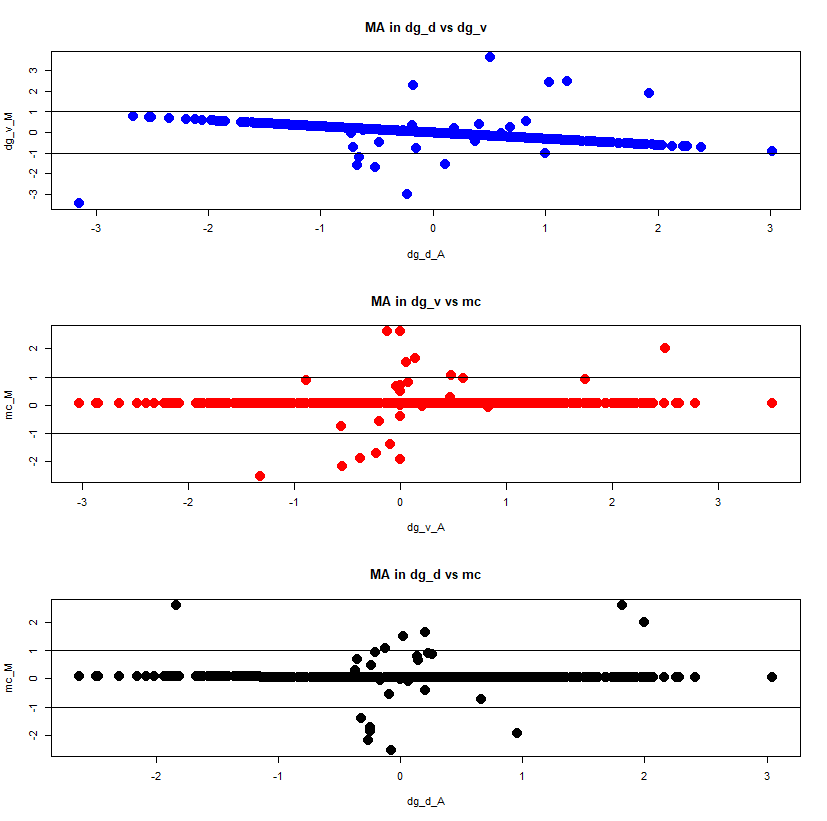 MA in dg_d vs dg_v
dg_v_M
3
2
1
0
-1
-2
-3
-3 -2 -1 0 1 2 3
dg_d_A
MA in dg_v vs mc
mc_M
2
1
0
-1
-2
-3 -2 -1 0 1 2 3
dg_v_A
MA in dg_d vs mc
mc_M
2
1
0
-1
-2
-2 -1 0 1 2 3
dg_d_A